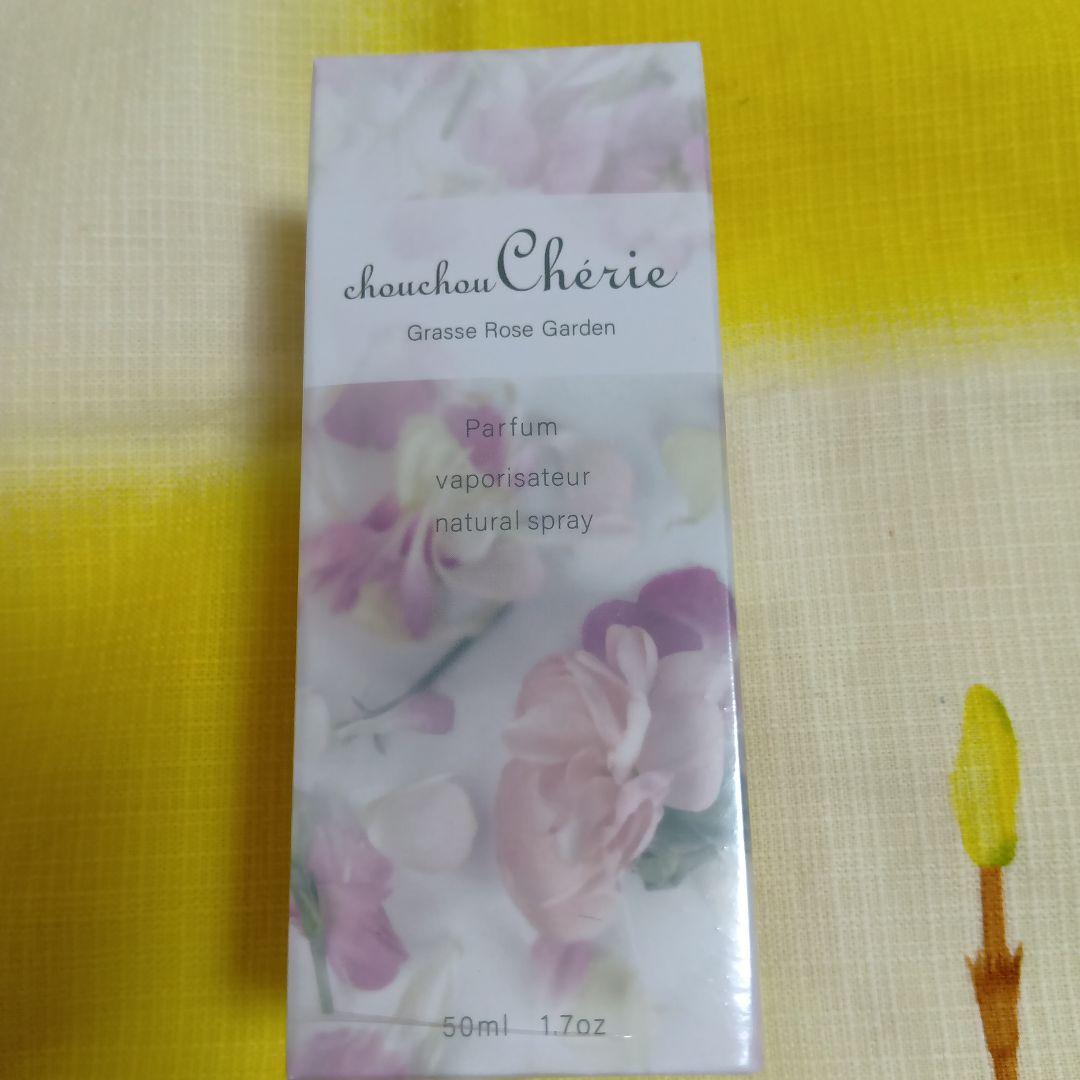 chouchou Chérie
Grasse Rose Garden
Parfum
vaporisateur
natural spray
50ml 1.7oz